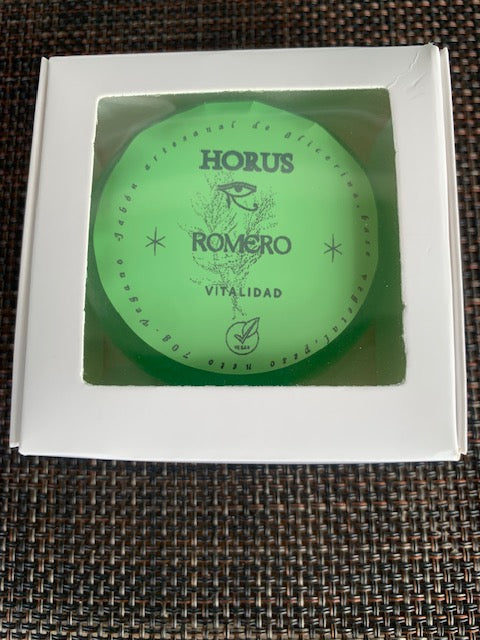 Jabón artesanal de Glicerina, base vegetal · peso neto 70g · vegano
HORUS
ROMERO
VITALIDAD
VEGAN